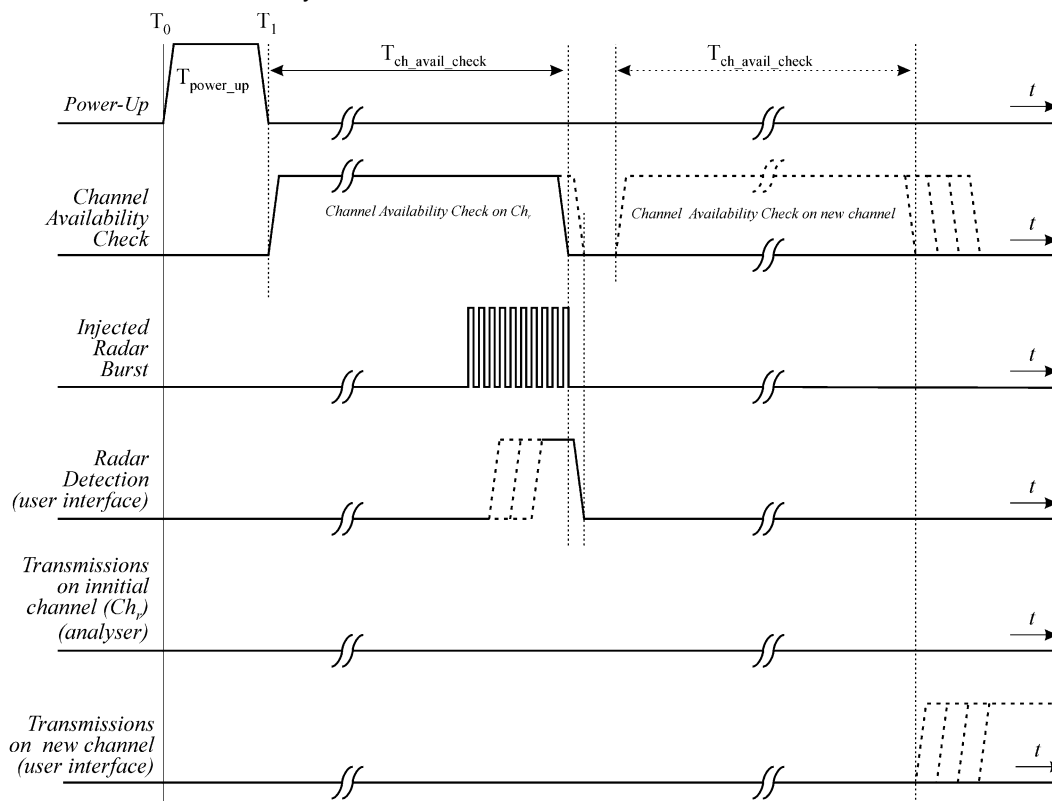 T0 T1
Tch_avail_check Tch_avail_check
Tpower_up
t
Power-Up
Channel
Availability
Check
Channel Availability Check on Chr
Channel Availability Check on new channel
t
Injected
Radar
Burst
t
Radar
Detection
(user interface)
t
Transmissions
on innitial
channel (Chr)
(analyser)
t
Transmissions
on new channel
(user interface)
t